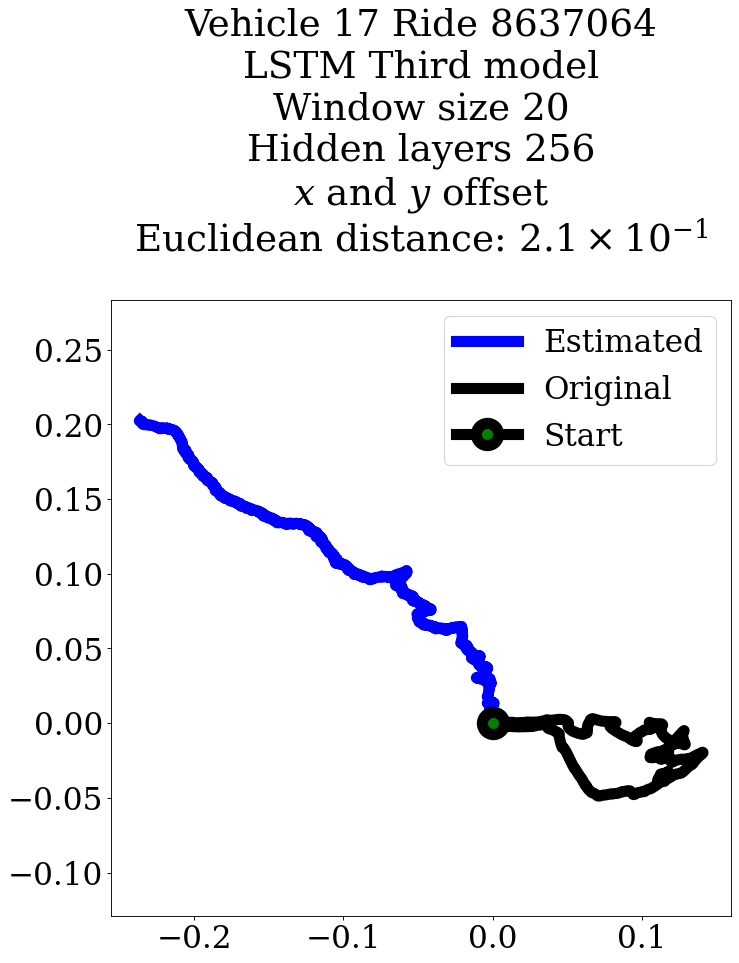 Vehicle 17 Ride 8637064
LSTM Third model
Window size 20
Hidden layers 256
x and y offset
Euclidean distance: 2.1 × 10⁻¹
Estimated
Original
Start
0.25
0.20
0.15
0.10
0.05
0.00
−0.05
−0.10
−0.2
−0.1
0.0
0.1